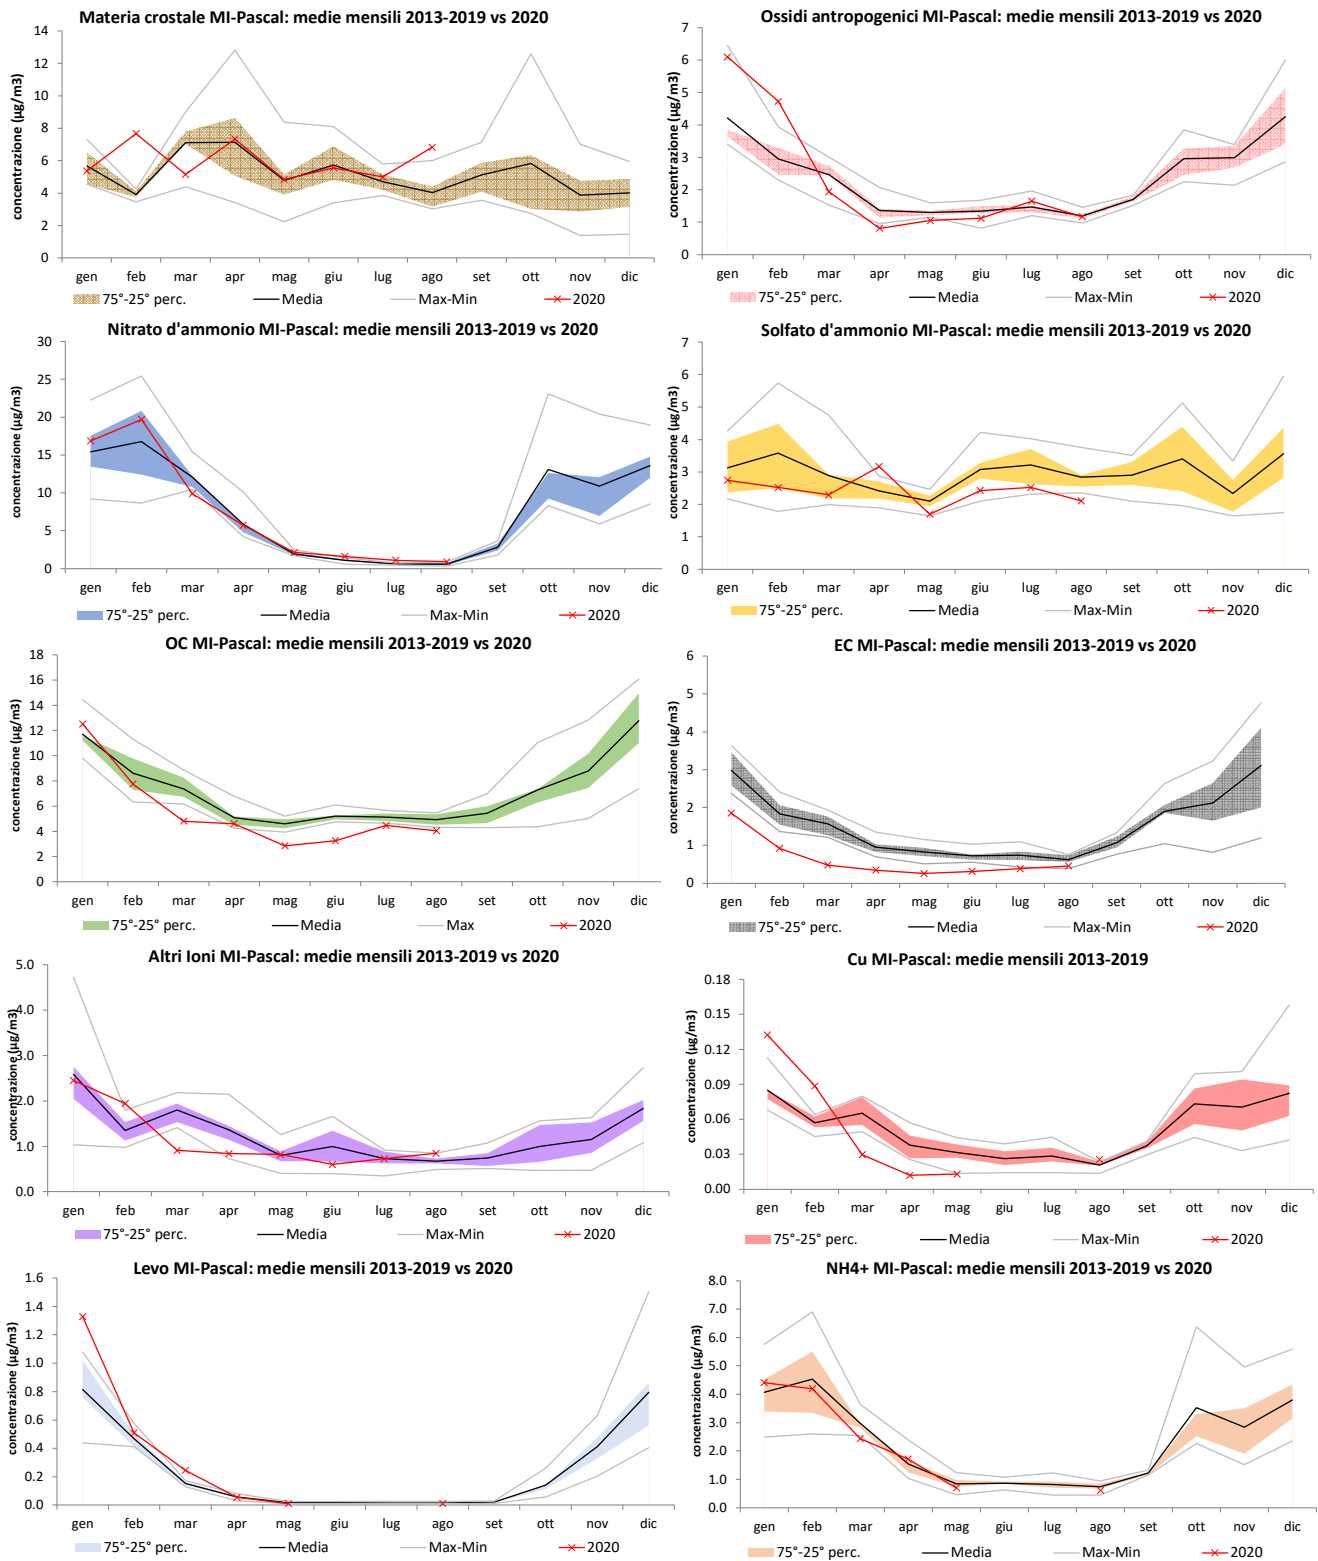 Materia crostale MI-Pascal: medie mensili 2013-2019 vs 2020
concentrazione (µg/m3)
14
12
10
8
6
4
2
0
gen feb mar apr mag giu lug ago set ott nov dic
75°-25° perc. Media Max-Min 2020
Ossidi antropogenici MI-Pascal: medie mensili 2013-2019 vs 2020
concentrazione (µg/m3)
7
6
5
4
3
2
1
0
gen feb mar apr mag giu lug ago set ott nov dic
75°-25° perc. Media Max-Min 2020
Nitrato d'ammonio MI-Pascal: medie mensili 2013-2019 vs 2020
concentrazione (µg/m3)
30
25
20
15
10
5
0
gen feb mar apr mag giu lug ago set ott nov dic
75°-25° perc. Media Max-Min 2020
Solfato d'ammonio MI-Pascal: medie mensili 2013-2019 vs 2020
concentrazione (µg/m3)
7
6
5
4
3
2
1
0
gen feb mar apr mag giu lug ago set ott nov dic
75°-25° perc. Media Max-Min 2020
OC MI-Pascal: medie mensili 2013-2019 vs 2020
concentrazione (µg/m3)
18
16
14
12
10
8
6
4
2
0
gen feb mar apr mag giu lug ago set ott nov dic
75°-25° perc. Media Max 2020
EC MI-Pascal: medie mensili 2013-2019 vs 2020
concentrazione (µg/m3)
6
5
4
3
2
1
0
gen feb mar apr mag giu lug ago set ott nov dic
75°-25° perc. Media Max-Min 2020
Altri Ioni MI-Pascal: medie mensili 2013-2019 vs 2020
concentrazione (µg/m3)
5.0
4.0
3.0
2.0
1.0
0.0
gen feb mar apr mag giu lug ago set ott nov dic
75°-25° perc. Media Max-Min 2020
Cu MI-Pascal: medie mensili 2013-2019
concentrazione (µg/m3)
0.18
0.15
0.12
0.09
0.06
0.03
0.00
gen feb mar apr mag giu lug ago set ott nov dic
75°-25° perc. Media Max-Min 2020
Levo MI-Pascal: medie mensili 2013-2019 vs 2020
concentrazione (µg/m3)
1.6
1.4
1.2
1.0
0.8
0.6
0.4
0.2
0.0
gen feb mar apr mag giu lug ago set ott nov dic
75°-25° perc. Media Max-Min 2020
NH4+ MI-Pascal: medie mensili 2013-2019 vs 2020
concentrazione (µg/m3)
8.0
7.0
6.0
5.0
4.0
3.0
2.0
1.0
0.0
gen feb mar apr mag giu lug ago set ott nov dic
75°-25° perc. Media Max-Min 2020